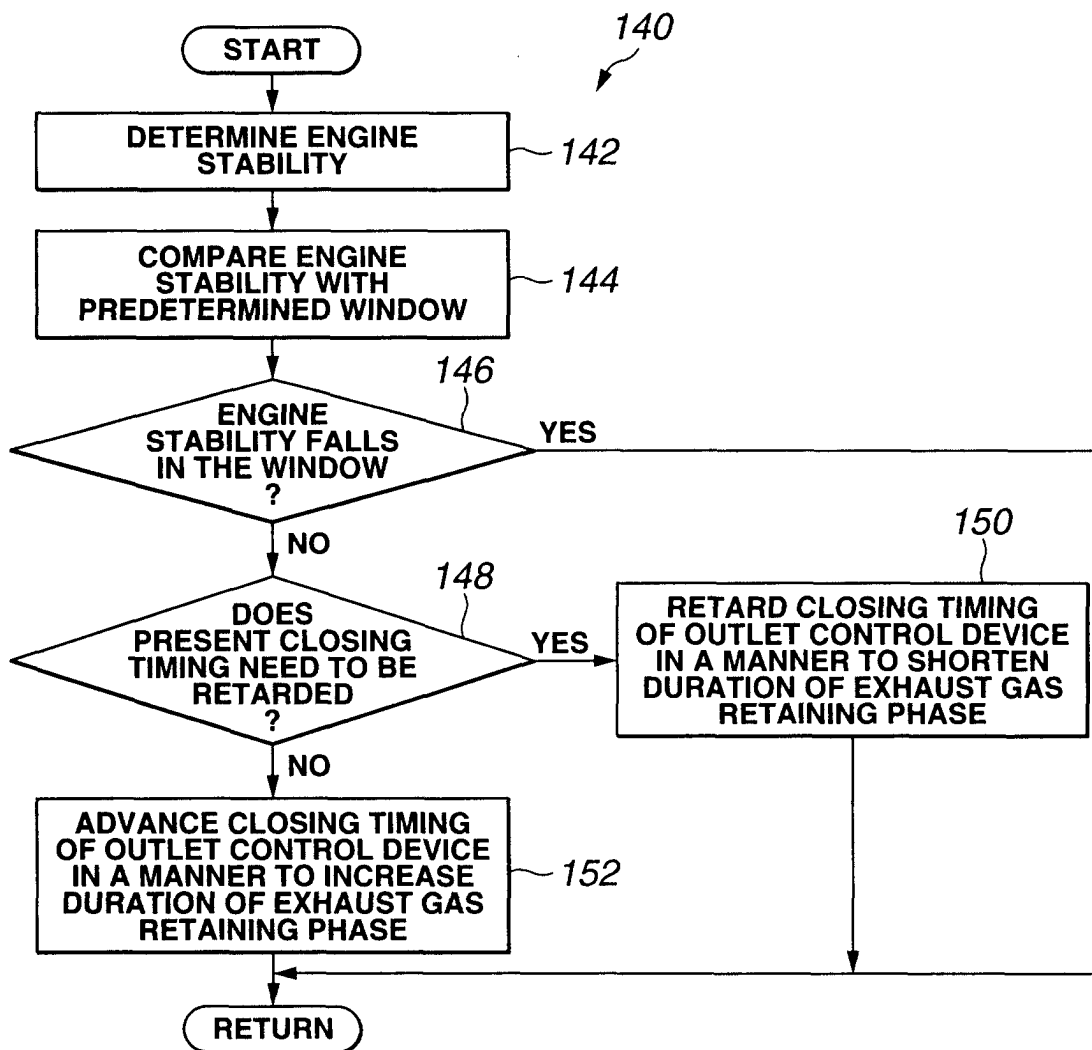 START
140
DETERMINE ENGINE
STABILITY
142
COMPARE ENGINE
STABILITY WITH
PREDETERMINED WINDOW
144
146
ENGINE
STABILITY FALLS
IN THE WINDOW
?
YES
NO
148
DOES
PRESENT CLOSING
TIMING NEED TO BE
RETARDED
?
YES
150
RETARD CLOSING TIMING
OF OUTLET CONTROL DEVICE
IN A MANNER TO SHORTEN
DURATION OF EXHAUST GAS
RETAINING PHASE
NO
ADVANCE CLOSING TIMING
OF OUTLET CONTROL DEVICE
IN A MANNER TO INCREASE
DURATION OF EXHAUST GAS
RETAINING PHASE
152
RETURN